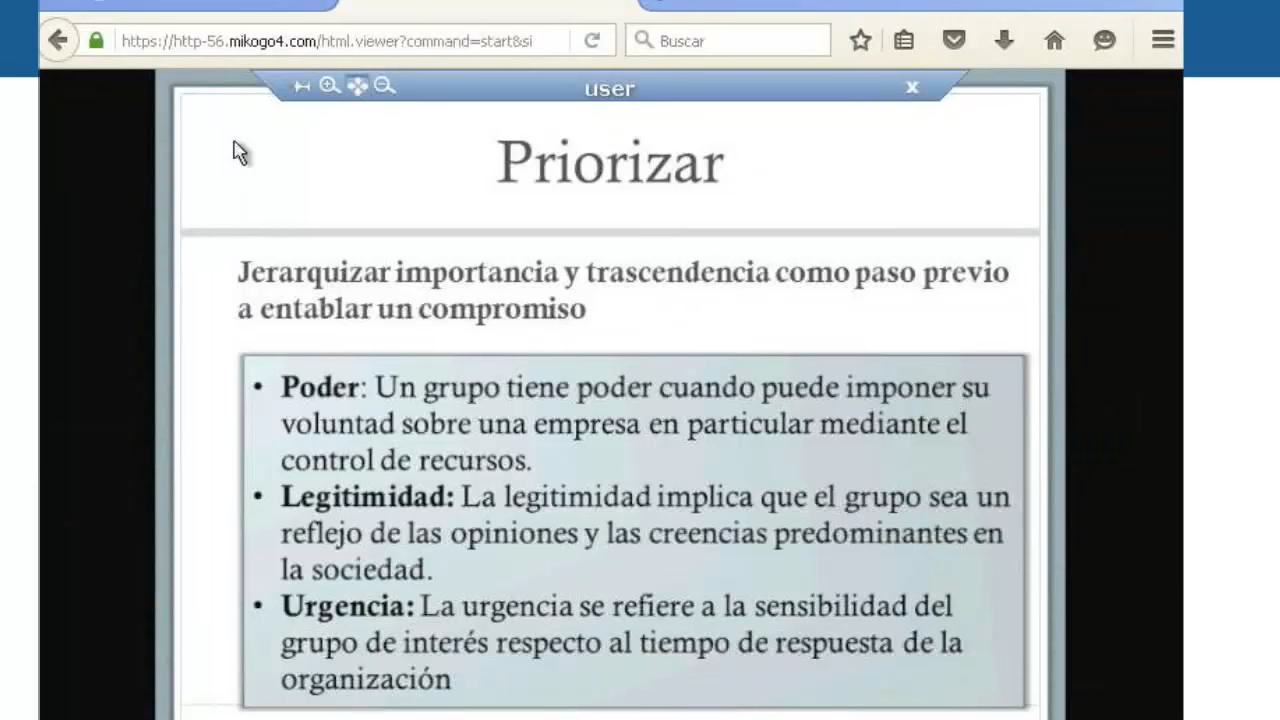 https://http-56.mikogo4.com/html.viewer?command=start&si
Buscar
user
x
Priorizar
Jerarquizar importancia y trascendencia como paso previo
a entablar un compromiso
• Poder: Un grupo tiene poder cuando puede imponer su
voluntad sobre una empresa en particular mediante el
control de recursos.
• Legitimidad: La legitimidad implica que el grupo sea un
reflejo de las opiniones y las creencias predominantes en
la sociedad.
• Urgencia: La urgencia se refiere a la sensibilidad del
grupo de interés respecto al tiempo de respuesta de la
organización